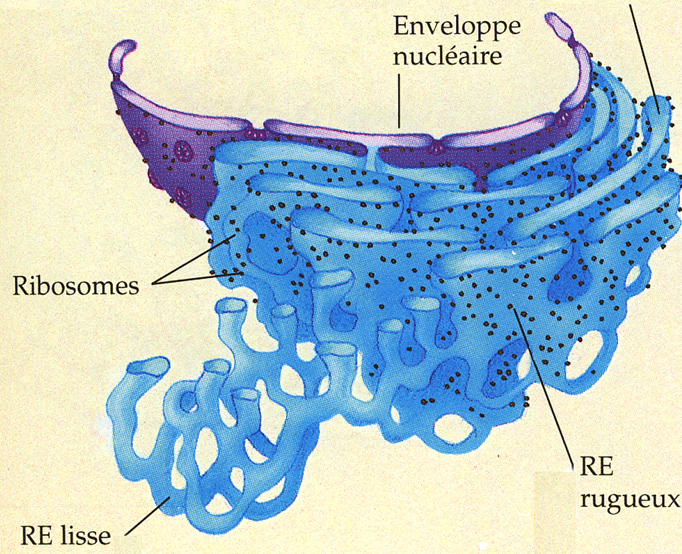 Enveloppe
nucléaire
Ribosomes
RE
rugueux
RE lisse